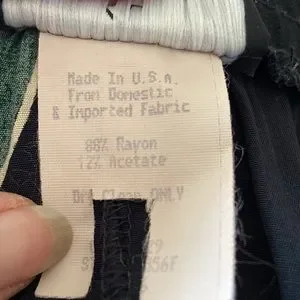 Made In U.S.A.
From Domestic
& Imported Fabric
88% Rayon
12% Acetate
Dry Clean ONLY